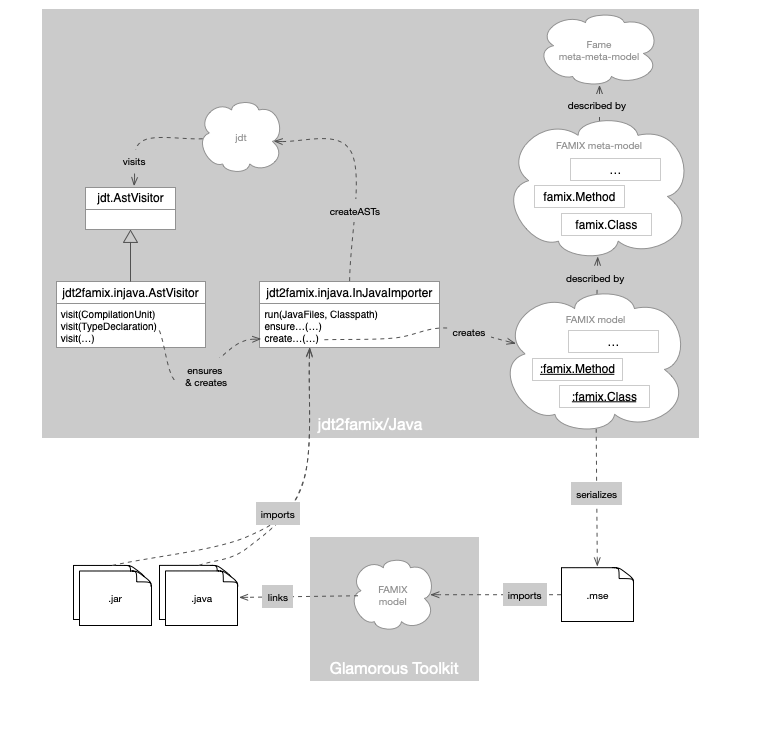 Fame
meta-meta-model
described by
FAMIX meta-model
...
famix.Method
famix.Class
described by
FAMIX model
...
:famix.Method
:famix.Class
jdt
visits
jdt.AstVisitor
createASTs
jdt2famix.injava.AstVisitor
visit(CompilationUnit)
visit(TypeDeclaration)
visit(...)
jdt2famix.injava.InJavaImporter
run(JavaFiles, Classpath)
ensure...(...)
create...(...)
creates
ensures
& creates
jdt2famix/Java
serializes
imports
.jar
.java
links
FAMIX
model
imports
.mse
Glamorous Toolkit